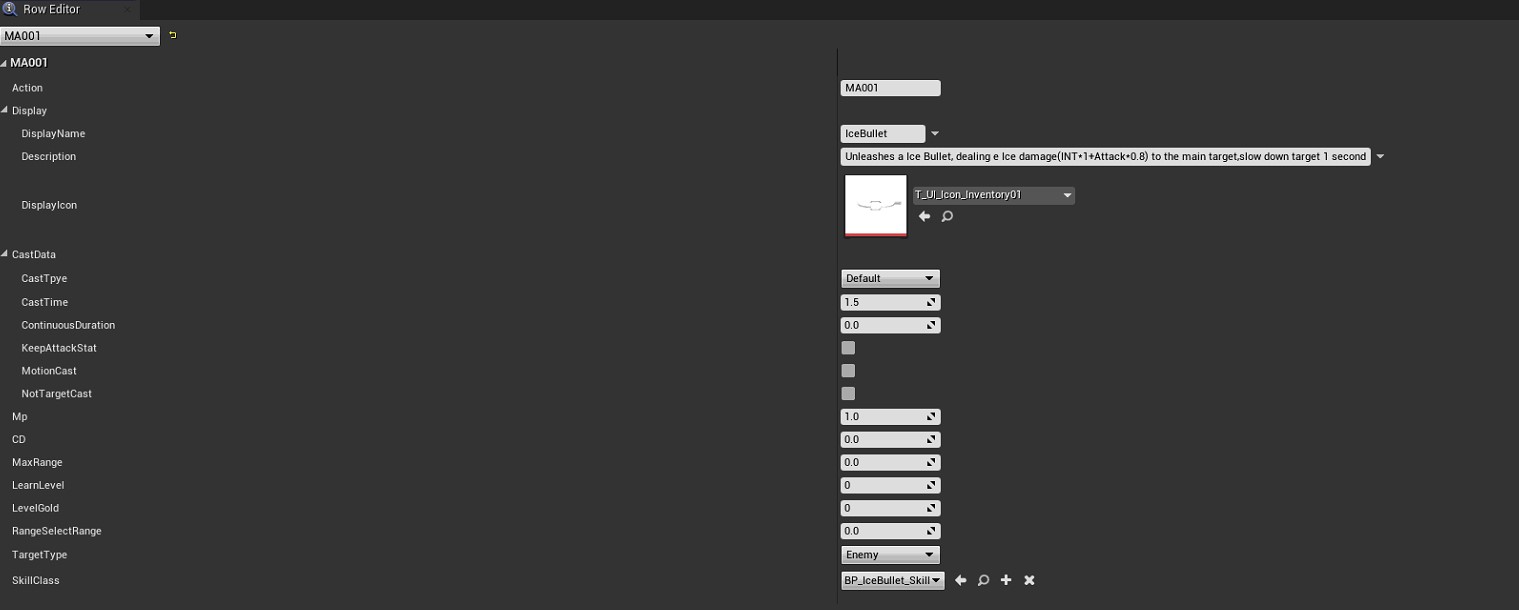 Row Editor
MA001
MA001
Action MA001
Display
DisplayName IceBullet
Description Unleashes a Ice Bullet, dealing e Ice damage(INT*1+Attack*0.8) to the main target,slow down target 1 second
DisplayIcon T_UI_Icon_Inventory01
CastData
CastTpye Default
CastTime 1.5
ContinuousDuration 0.0
KeepAttackStat
MotionCast
NotTargetCast
Mp 1.0
CD 0.0
MaxRange 0.0
LearnLevel 0
LevelGold 0
RangeSelectRange 0.0
TargetType Enemy
SkillClass BP_IceBullet_Skill